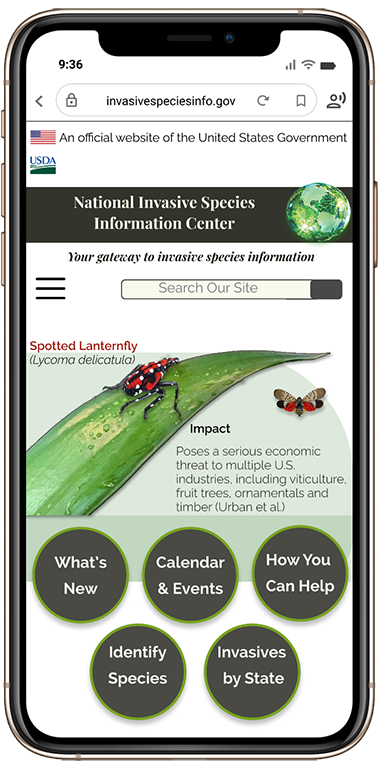 9:36
invasivespeciesinfo.gov
An official website of the United States Government
USDA
National Invasive Species
Information Center
Your gateway to invasive species information
Search Our Site
Spotted Lanternfly
(Lycoma delicatula)
Impact
Poses a serious economic
threat to multiple U.S.
industries, including viticulture,
fruit trees, ornamentals and
timber (Urban et al.)
What's
New
Calendar
& Events
How You
Can Help
Identify
Species
Invasives
by State